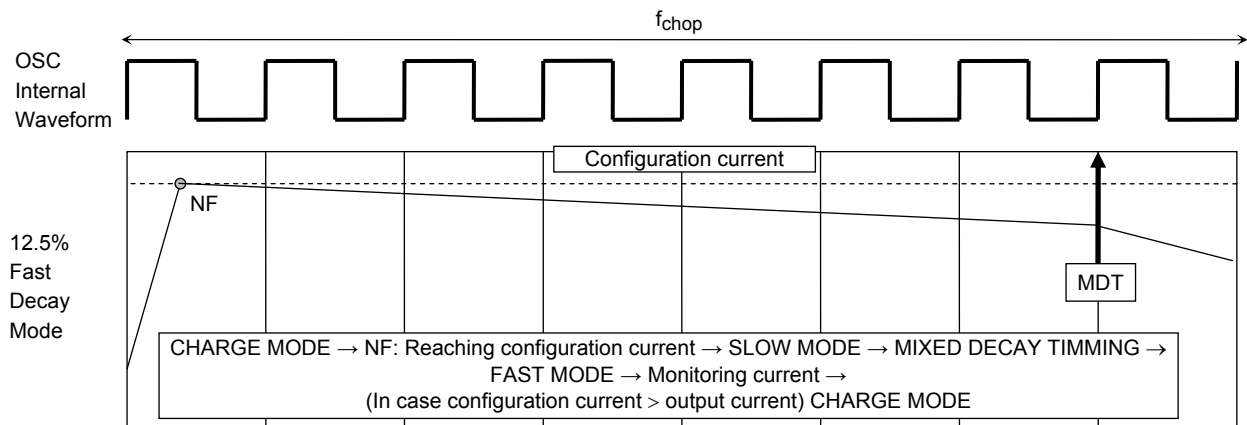 fchop
OSC
Internal
Waveform
Configuration current
NF
12.5%
Fast
Decay
Mode
MDT
CHARGE MODE → NF: Reaching configuration current → SLOW MODE → MIXED DECAY TIMMING →
FAST MODE → Monitoring current →
(In case configuration current > output current) CHARGE MODE